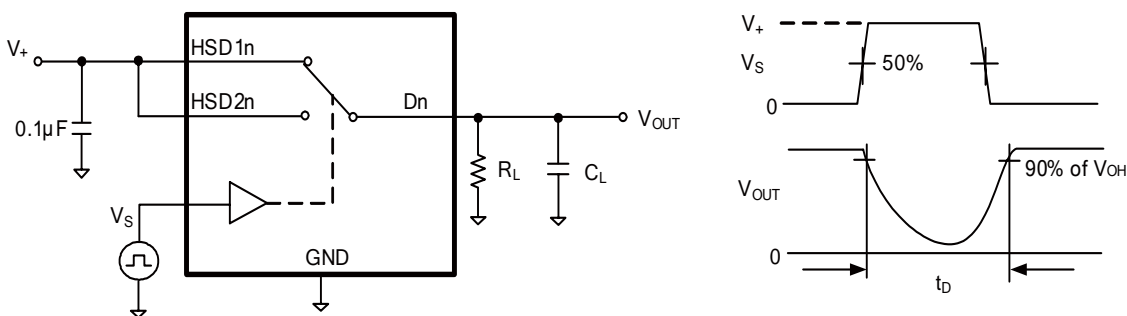 V+
0.1µF
HSD1n
HSD2n
Dn
VOUT
RL
CL
VS
GND
V+
VS
50%
0
VOUT
90% of VOH
0
tD